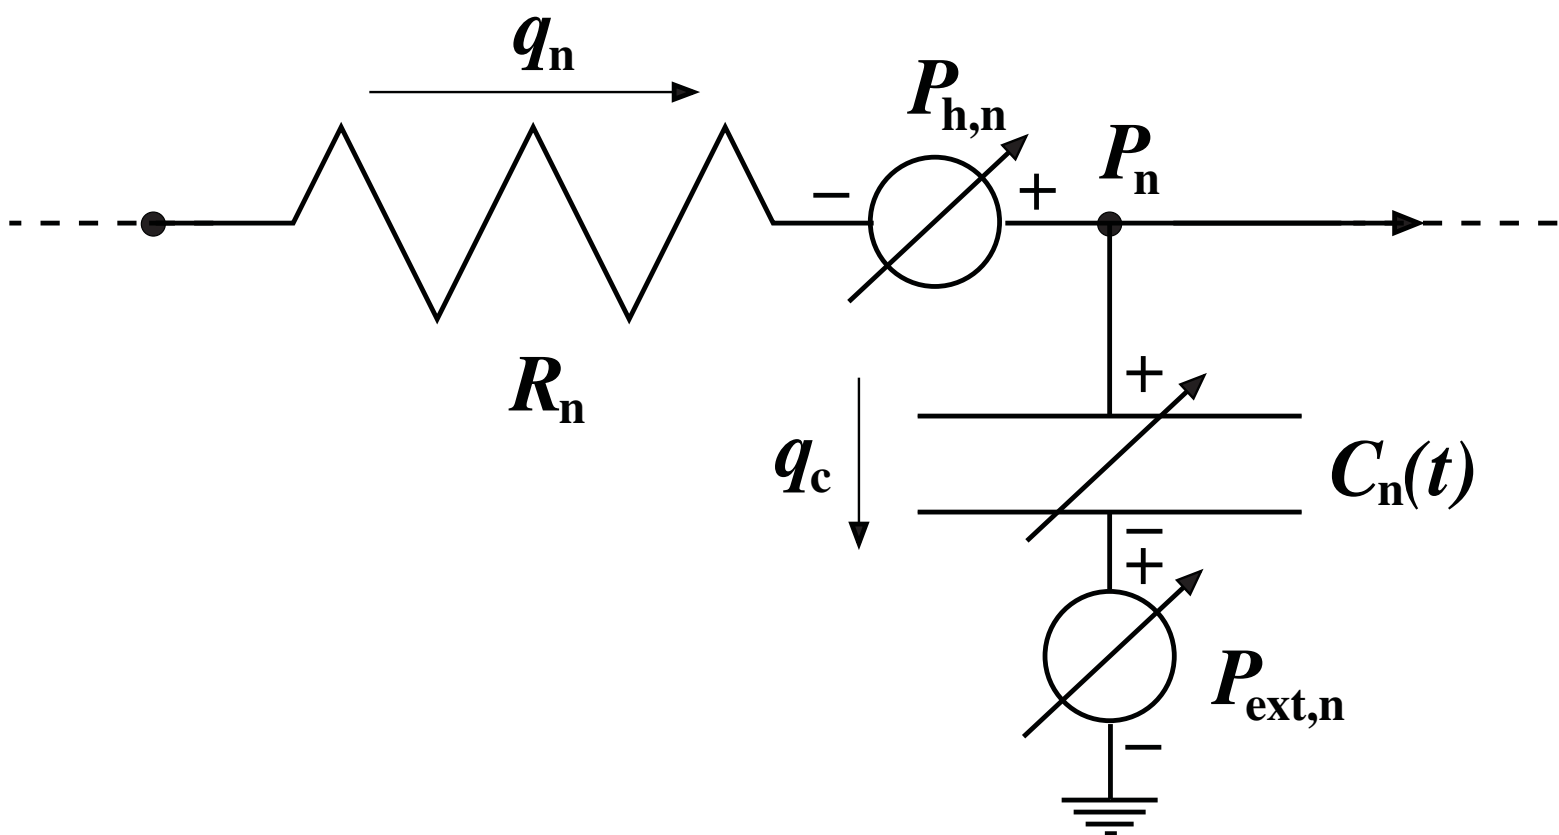 qn
Ph,n
Pn
− +
Rn
+
qc
Cn(t)
−
+
Pext,n
−